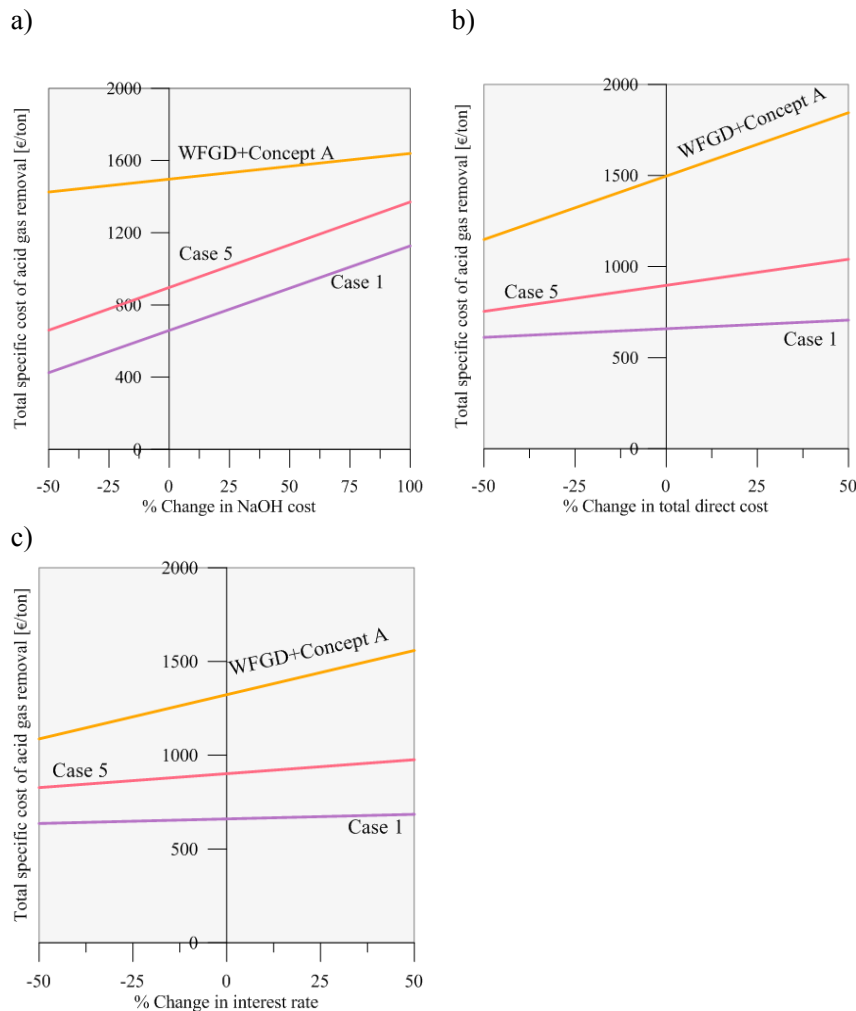 a)
Total specific cost of acid gas removal [€/ton]
2000
1600
1200
800
400
0
WFGD+Concept A
Case 5
Case 1
-50 -25 0 25 50 75 100
% Change in NaOH cost
b)
Total specific cost of acid gas removal [€/ton]
2000
1500
1000
500
0
WFGD+Concept A
Case 5
Case 1
-50 -25 0 25 50
% Change in total direct cost
c)
Total specific cost of acid gas removal [€/ton]
2000
1500
1000
500
0
WFGD+Concept A
Case 5
Case 1
-50 -25 0 25 50
% Change in interest rate